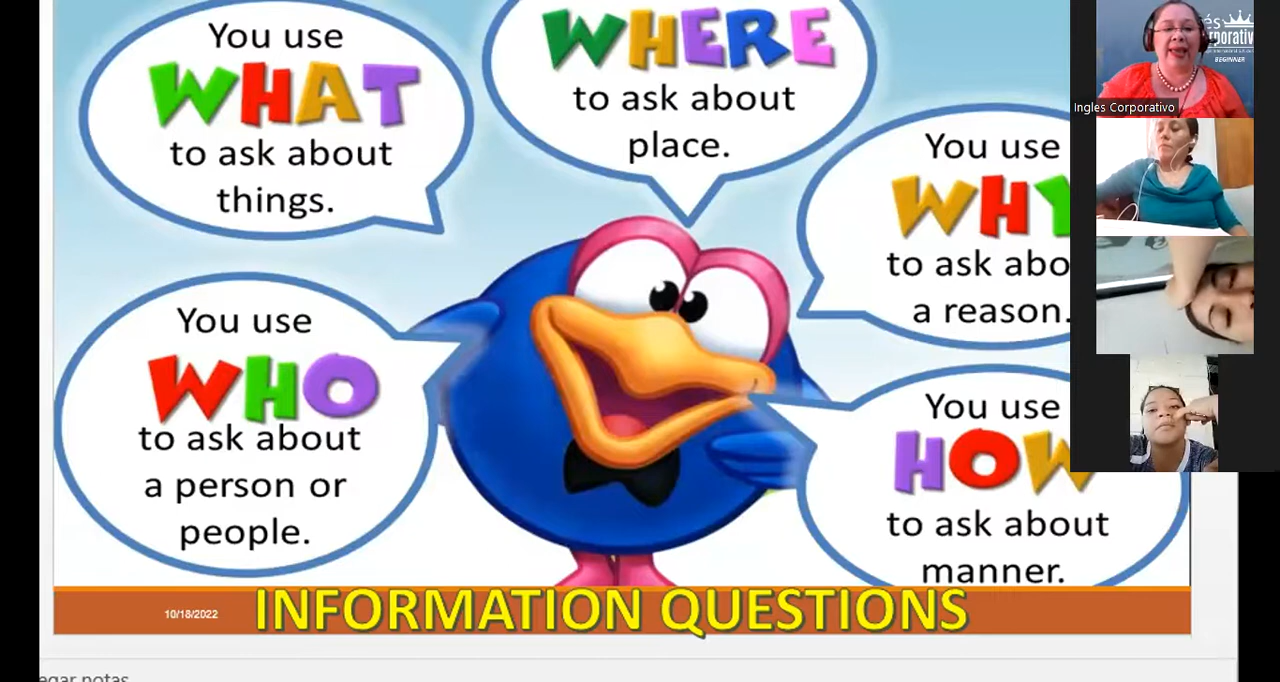 You use
WHAT
to ask about
things.
WHERE
to ask about
place.
You use
WHY
to ask abo
a reason.
You use
WHO
to ask about
a person or
people.
You use
HOW
to ask about
manner.
10/18/2022
INFORMATION QUESTIONS
egar notas
és
rporativ
BEGINNER
Ingles Corporativo